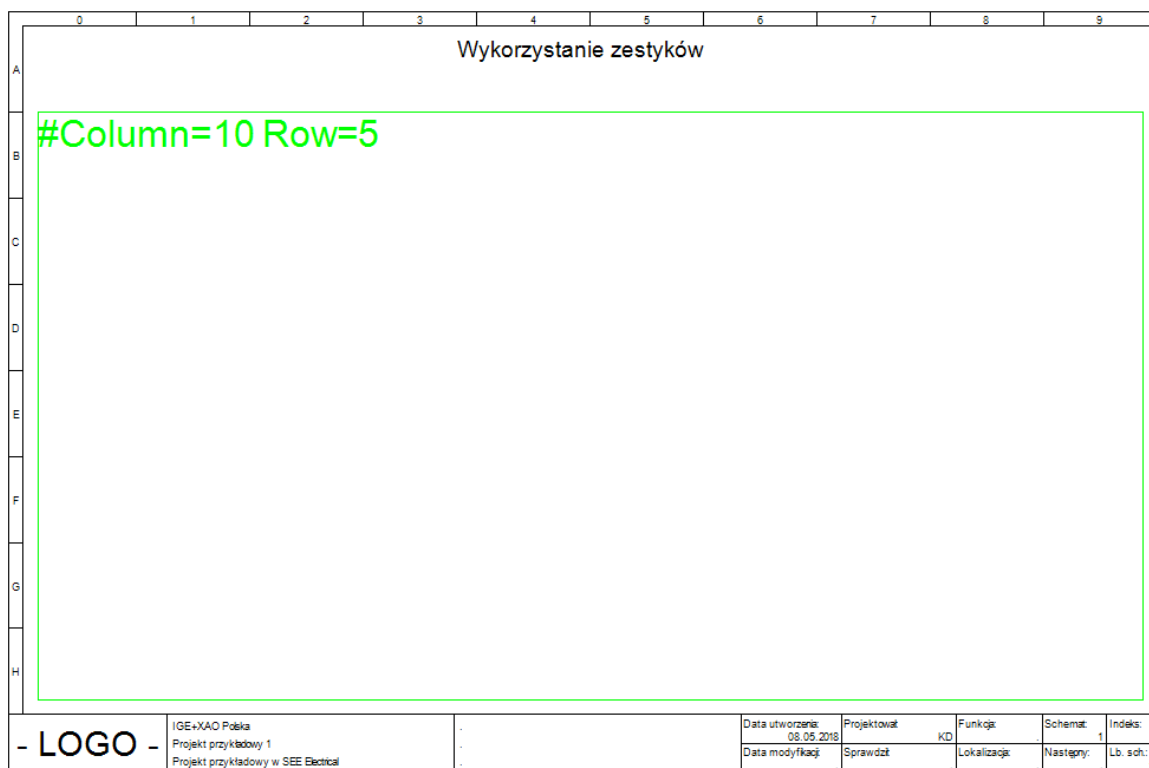 0 1 2 3 4 5 6 7 8 9
Wykorzystanie zestyków
A
#Column=10 Row=5
B
C
D
E
F
G
H
- LOGO -
IGE+XAO Polska
Projekt przykładowy 1
Projekt przykładowy w SEE Electrical
Data utworzenia: Projektował: Funkcja: Schemat: Indeks:
08.05.2018 KD . 1
Data modyfikacji: Sprawdził: Lokalizacja: Następny: Lb. sch.: